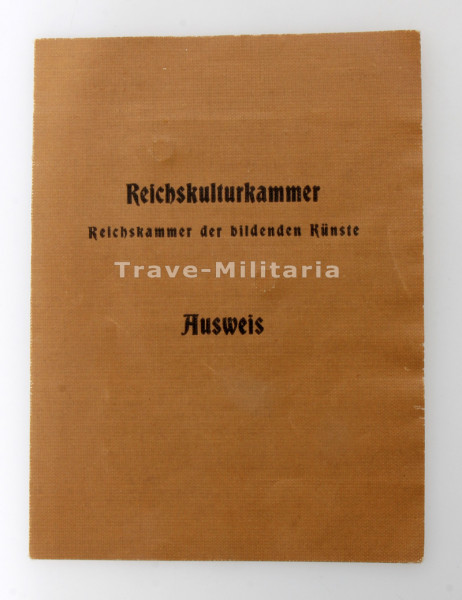 Reichskulturkammer
Reichskammer der bildenden Künste
Trave-Militaria
Ausweis